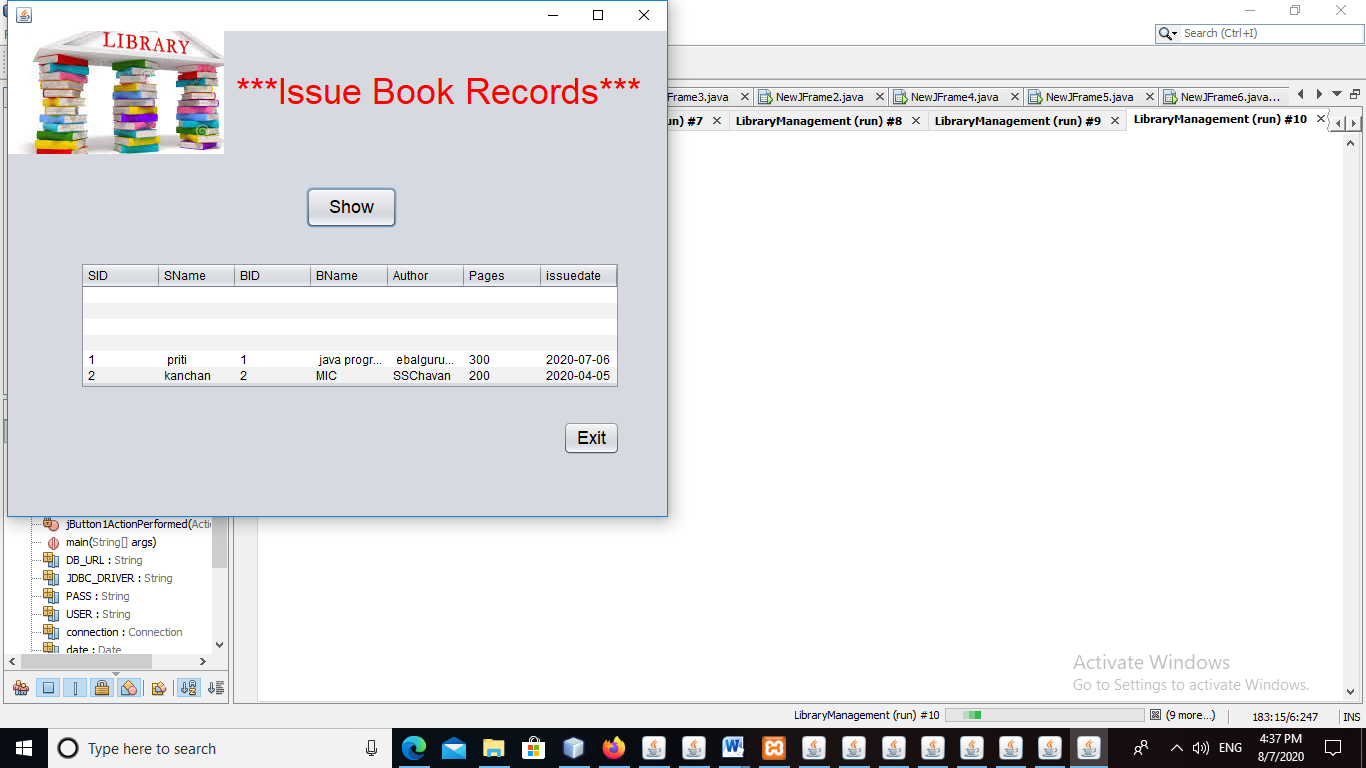 LIBRARY
***Issue Book Records***
Show
SID SName BID BName Author Pages issuedate
1 priti 1 java progr... ebalguru... 300 2020-07-06
2 kanchan 2 MIC SSChavan 200 2020-04-05
Exit
Search (Ctrl+I)
Frame3.java NewJFrame2.java NewJFrame4.java NewJFrame5.java NewJFrame6.java...
un) #7 LibraryManagement (run) #8 LibraryManagement (run) #9 LibraryManagement (run) #10
jButton1ActionPerformed(Acti
main(String[] args)
DB_URL : String
JDBC_DRIVER : String
PASS : String
USER : String
connection : Connection
date : Date
Activate Windows
Go to Settings to activate Windows.
LibraryManagement (run) #10 (9 more...) 183:15/6:247 INS
Type here to search
ENG
4:37 PM
8/7/2020